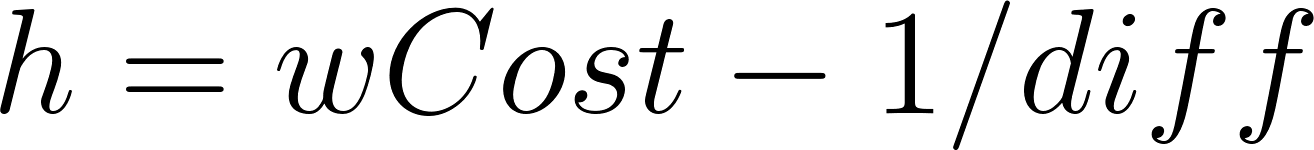 h = wCost − 1/diff